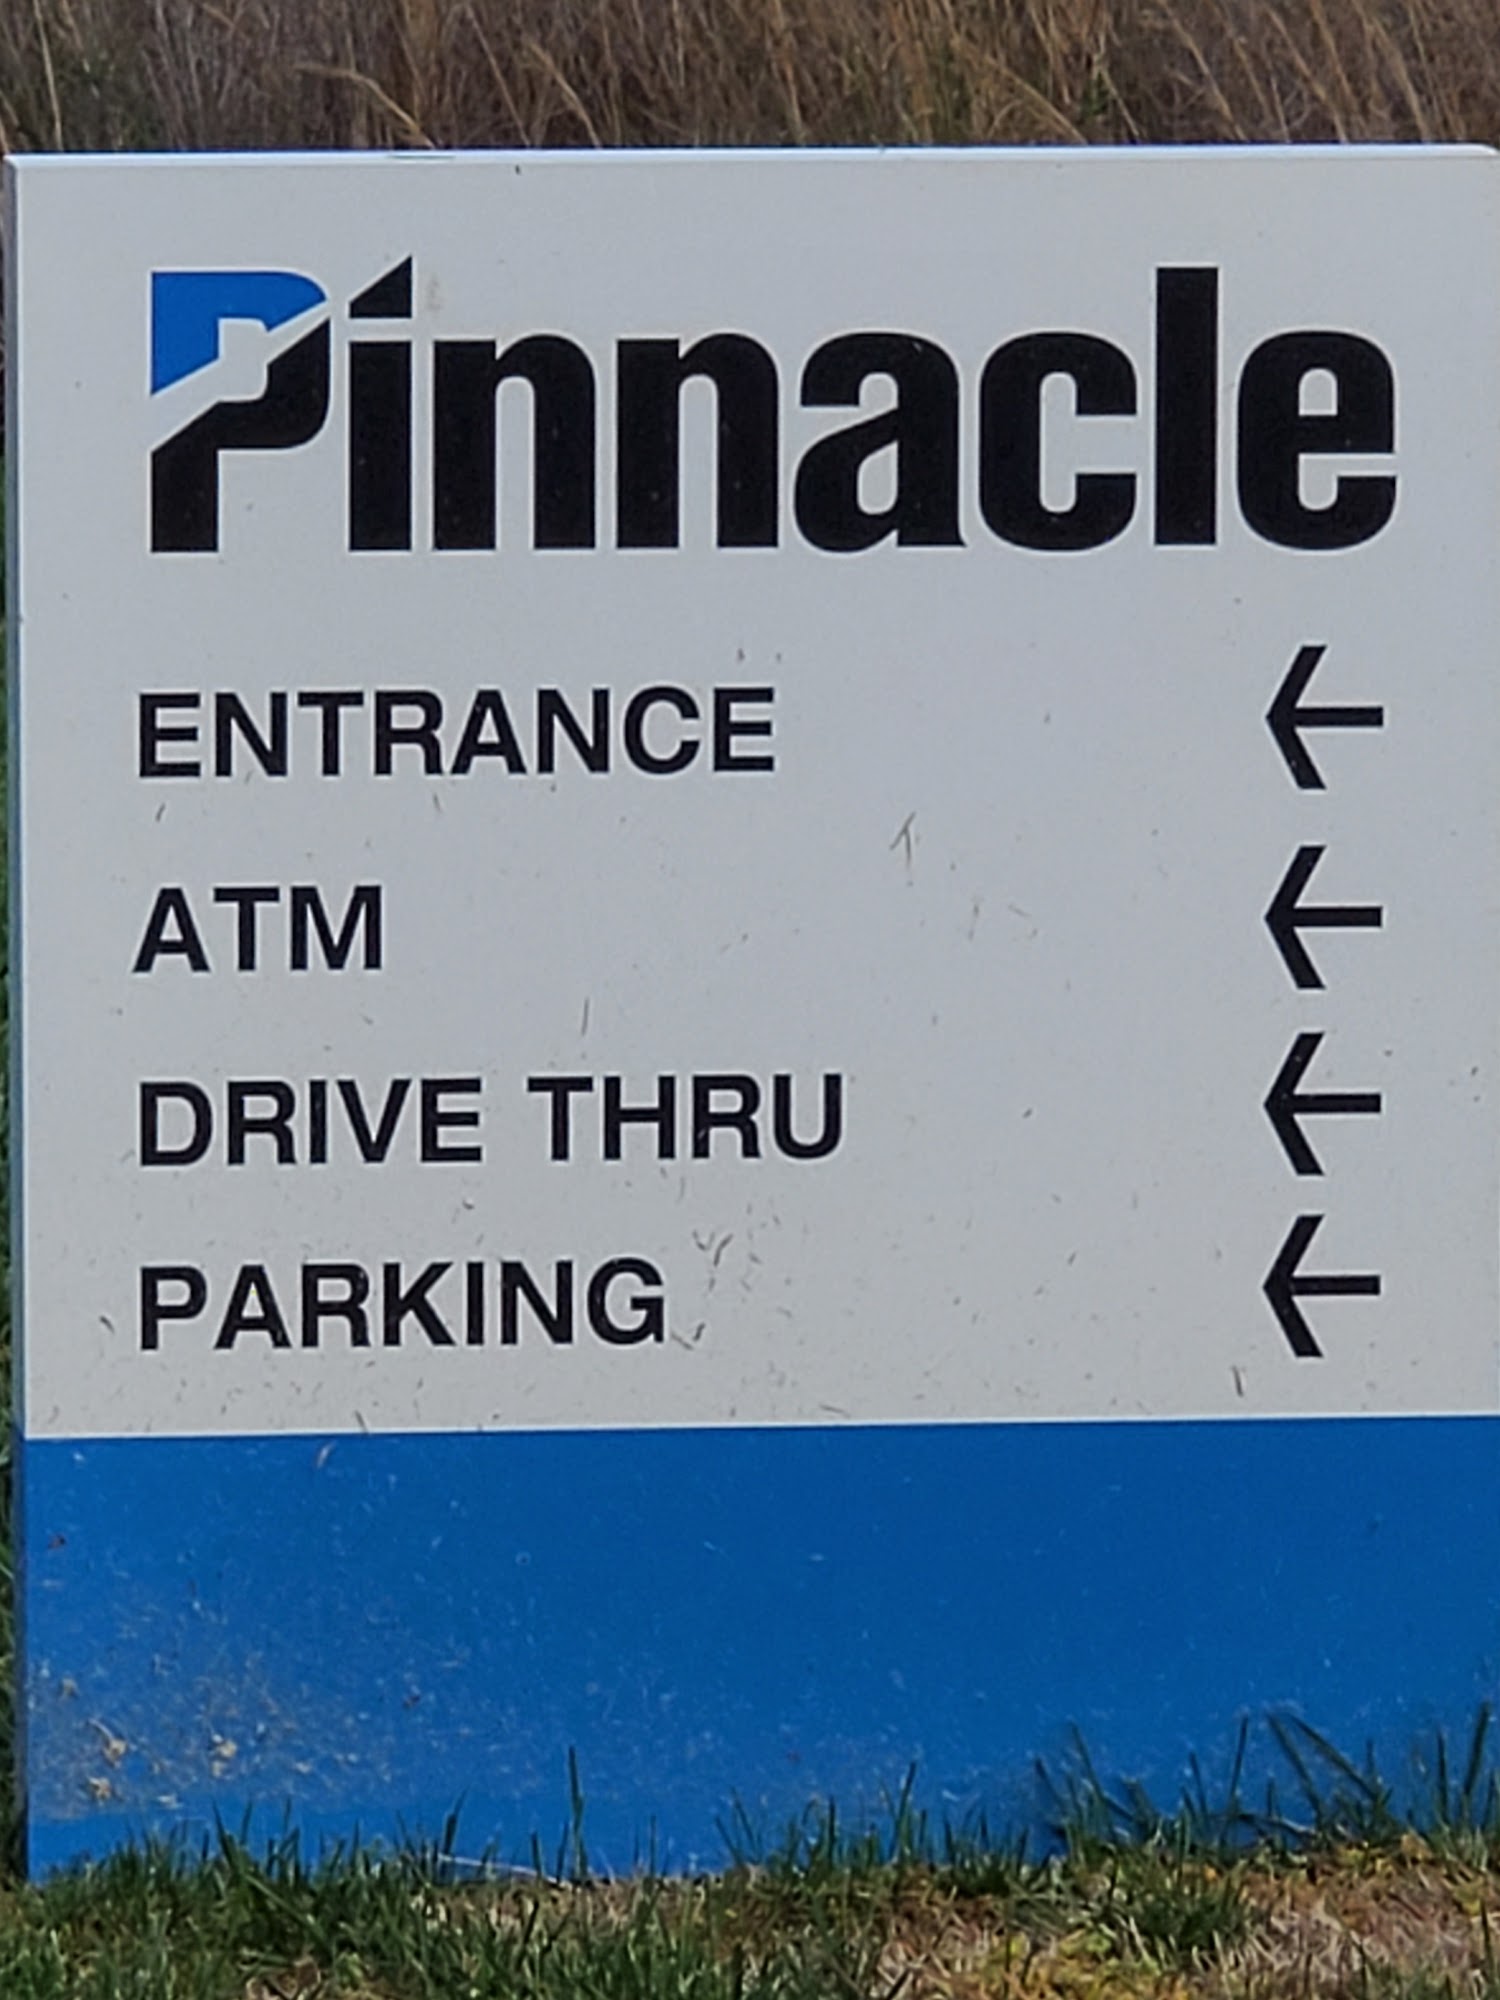 Pinnacle
ENTRANCE ←
ATM ←
DRIVE THRU ←
PARKING ←